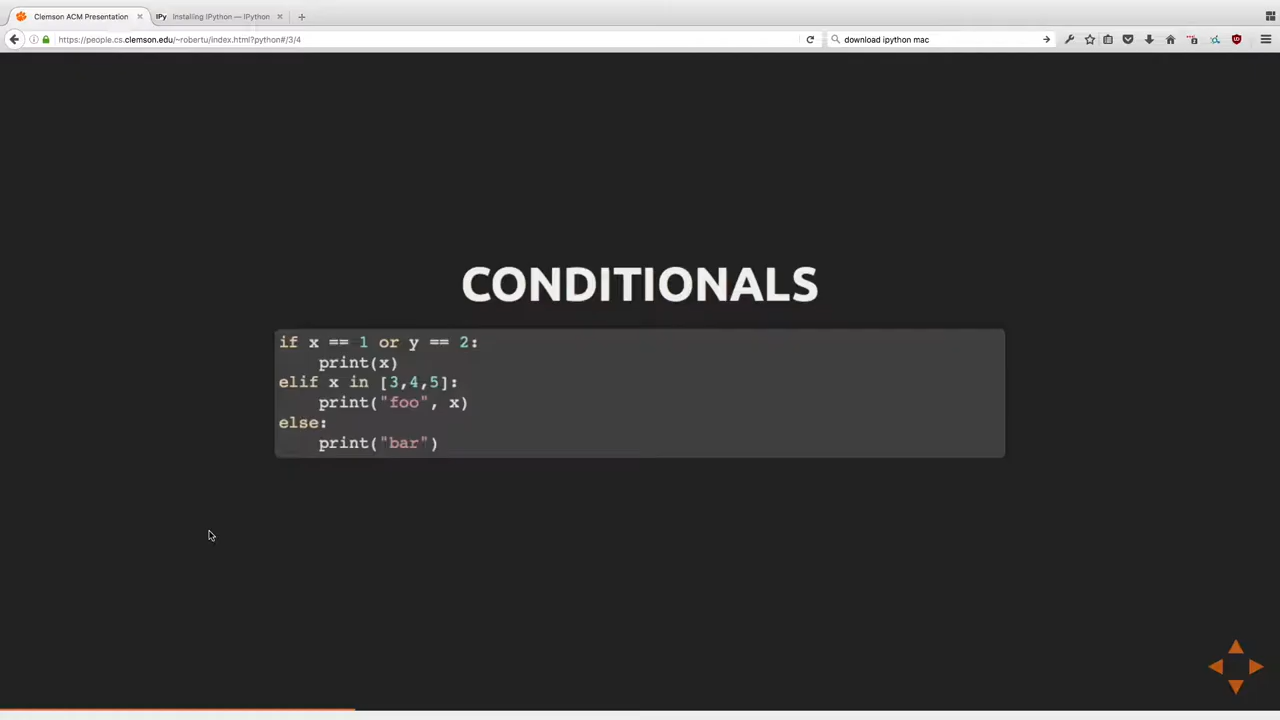 Clemson ACM Presentation
IPy Installing IPython — IPython
https://people.cs.clemson.edu/~robertu/index.html?python#/3/4
download ipython mac
CONDITIONALS
if x == 1 or y == 2:
    print(x)
elif x in [3,4,5]:
    print("foo", x)
else:
    print("bar")